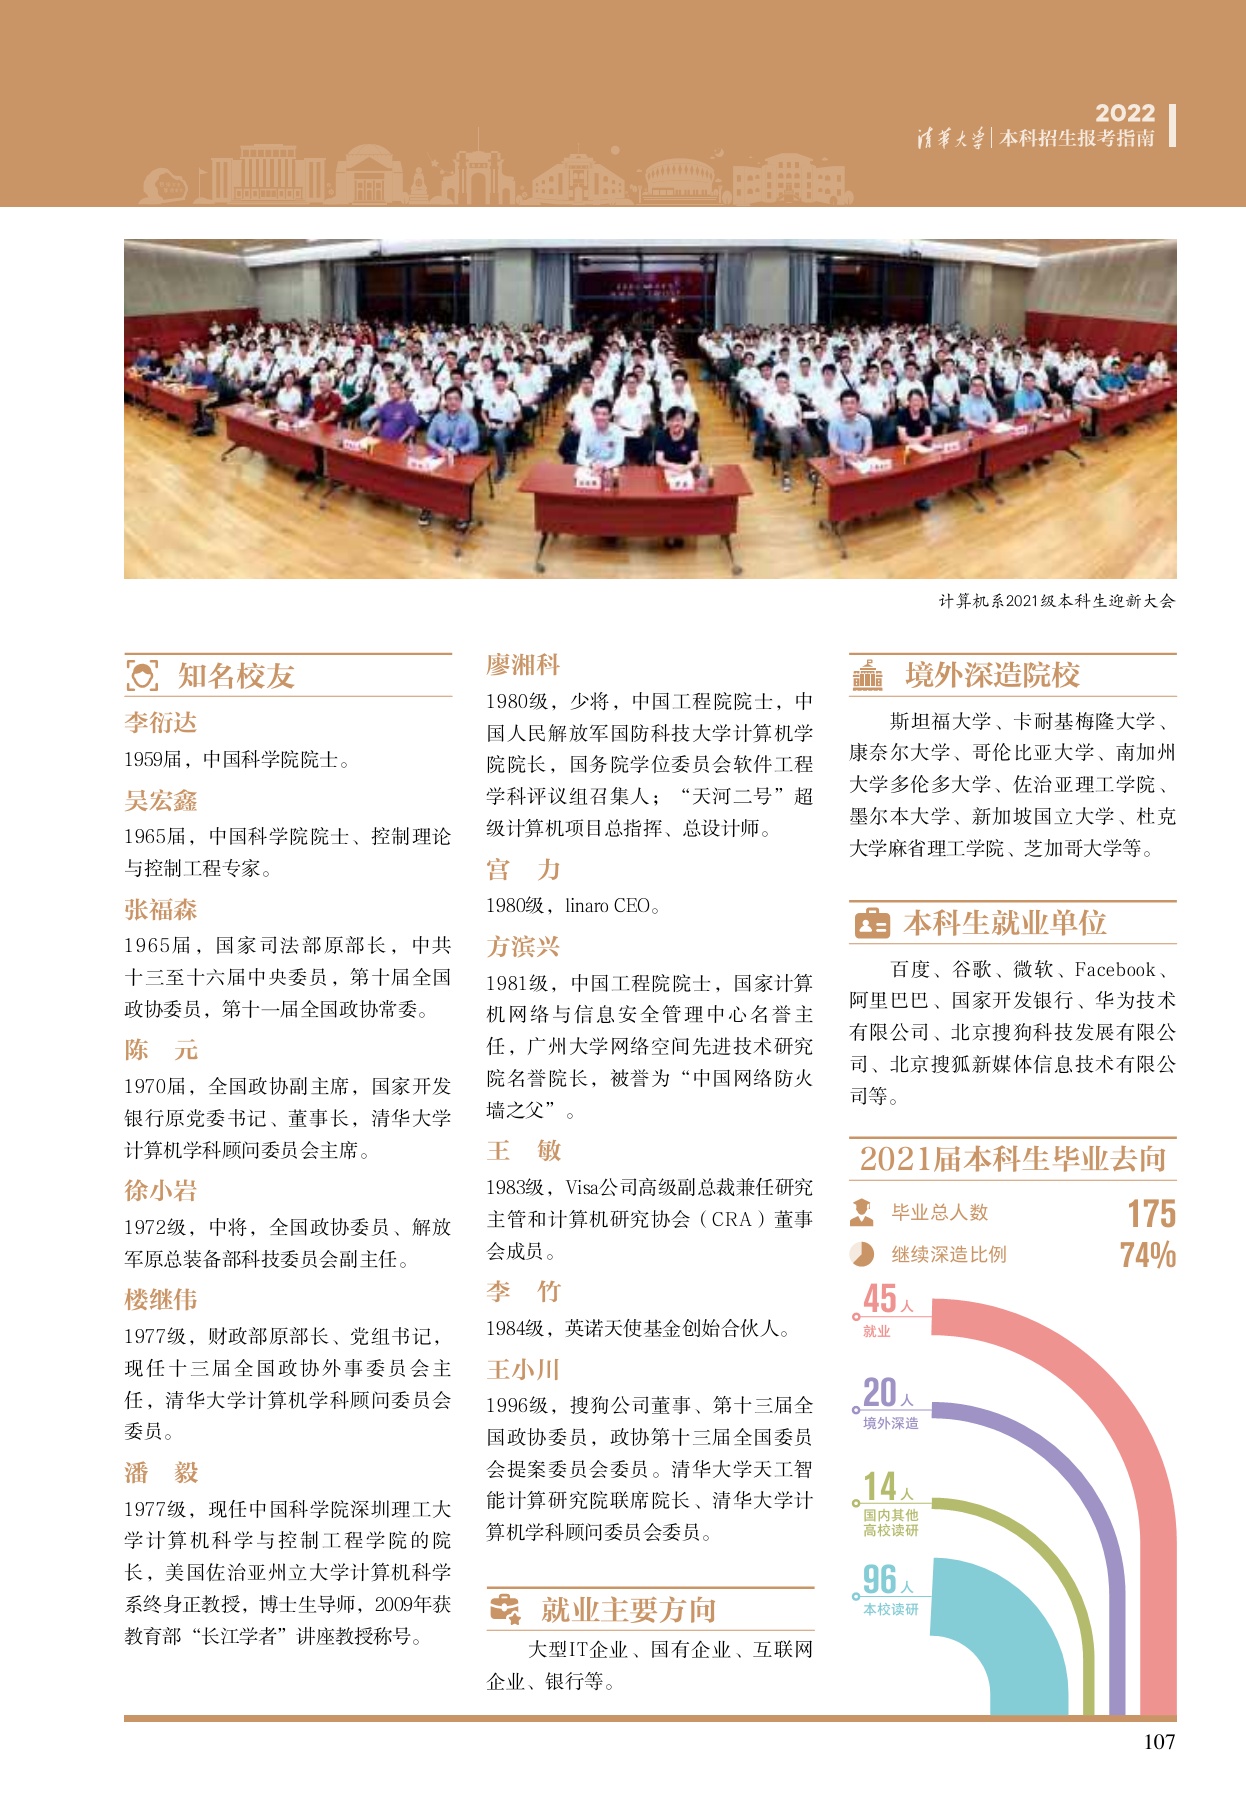 2022
清华大学|本科招生报考指南
计算机系2021级本科生迎新大会
知名校友
李衍达
1959届，中国科学院院士。
吴宏鑫
1965届，中国科学院院士、控制理论
与控制工程专家。
张福森
1965届，国家司法部原部长，中共
十三至十六届中央委员，第十届全国
政协委员，第十一届全国政协常委。
陈　元
1970届，全国政协副主席，国家开发
银行原党委书记、董事长，清华大学
计算机学科顾问委员会主席。
徐小岩
1972级，中将，全国政协委员、解放
军原总装备部科技委员会副主任。
楼继伟
1977级，财政部原部长、党组书记，
现任十三届全国政协外事委员会主
任，清华大学计算机学科顾问委员会
委员。
潘　毅
1977级，现任中国科学院深圳理工大
学计算机科学与控制工程学院的院
长，美国佐治亚州立大学计算机科学
系终身正教授，博士生导师，2009年获
教育部“长江学者”讲座教授称号。
廖湘科
1980级，少将，中国工程院院士，中
国人民解放军国防科技大学计算机学
院院长，国务院学位委员会软件工程
学科评议组召集人；“天河二号”超
级计算机项目总指挥、总设计师。
宫　力
1980级，linaro CEO。
方滨兴
1981级，中国工程院院士，国家计算
机网络与信息安全管理中心名誉主
任，广州大学网络空间先进技术研究
院名誉院长，被誉为“中国网络防火
墙之父”。
王　敏
1983级，Visa公司高级副总裁兼任研究
主管和计算机研究协会（CRA）董事
会成员。
李　竹
1984级，英诺天使基金创始合伙人。
王小川
1996级，搜狗公司董事、第十三届全
国政协委员，政协第十三届全国委员
会提案委员会委员。清华大学天工智
能计算研究院联席院长、清华大学计
算机学科顾问委员会委员。
就业主要方向
大型IT企业、国有企业、互联网
企业、银行等。
境外深造院校
斯坦福大学、卡耐基梅隆大学、
康奈尔大学、哥伦比亚大学、南加州
大学多伦多大学、佐治亚理工学院、
墨尔本大学、新加坡国立大学、杜克
大学麻省理工学院、芝加哥大学等。
本科生就业单位
百度、谷歌、微软、Facebook、
阿里巴巴、国家开发银行、华为技术
有限公司、北京搜狗科技发展有限公
司、北京搜狐新媒体信息技术有限公
司等。
2021届本科生毕业去向
毕业总人数 175
继续深造比例 74%
45人
就业
20人
境外深造
14人
国内其他
高校读研
96人
本校读研
107